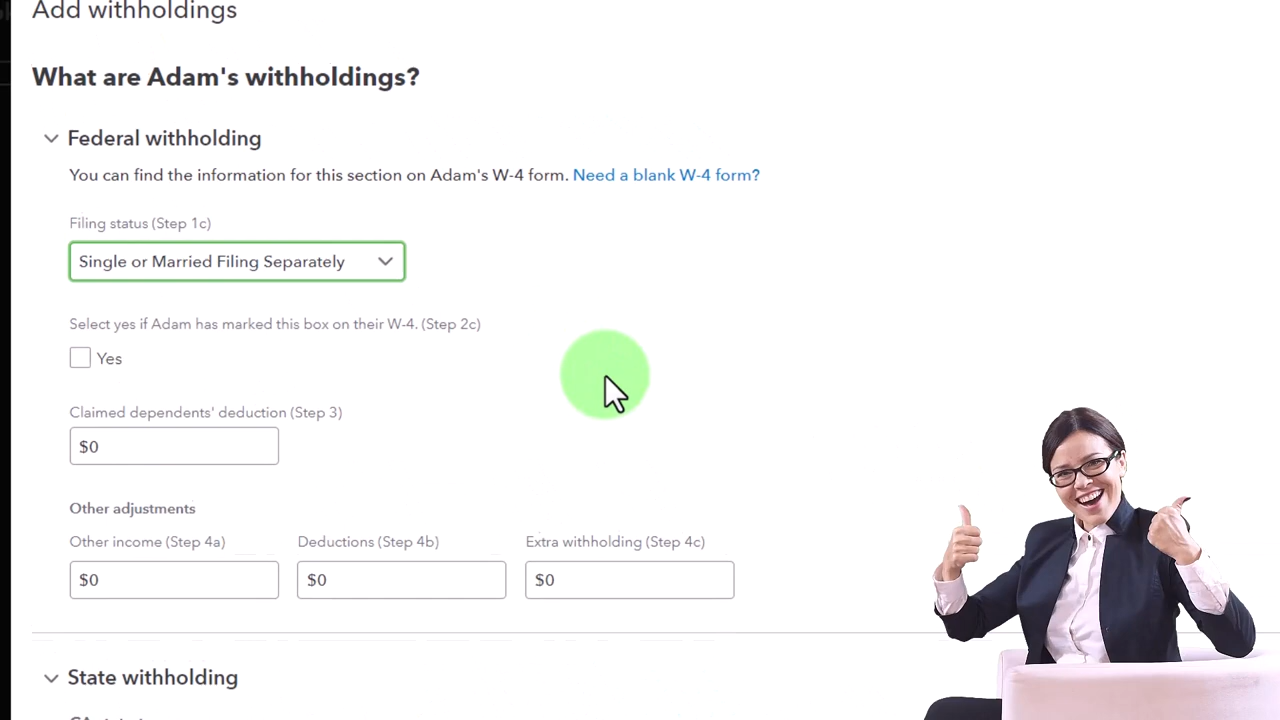 Add withholdings
What are Adam's withholdings?
Federal withholding
You can find the information for this section on Adam's W-4 form. Need a blank W-4 form?
Filing status (Step 1c)
Single or Married Filing Separately
Select yes if Adam has marked this box on their W-4. (Step 2c)
Yes
Claimed dependents' deduction (Step 3)
$0
Other adjustments
Other income (Step 4a) Deductions (Step 4b) Extra withholding (Step 4c)
$0 $0 $0
State withholding